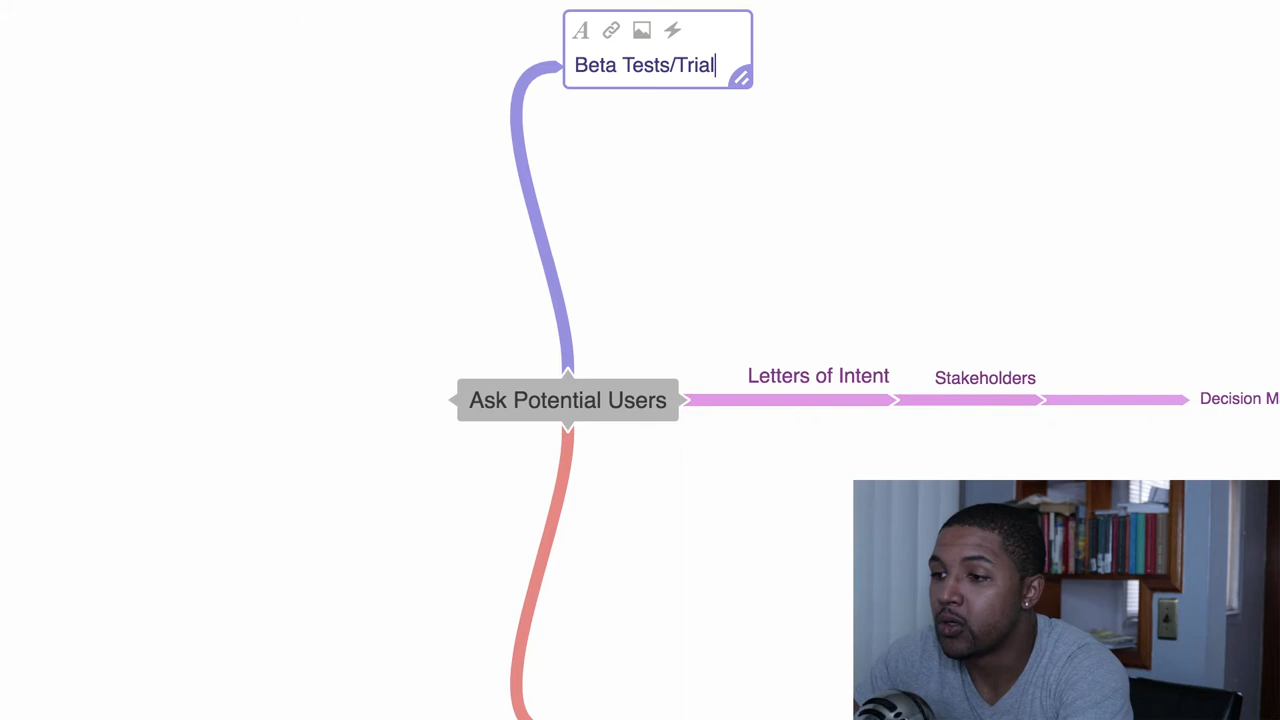 Beta Tests/Trial
Letters of Intent
Stakeholders
Decision M
Ask Potential Users